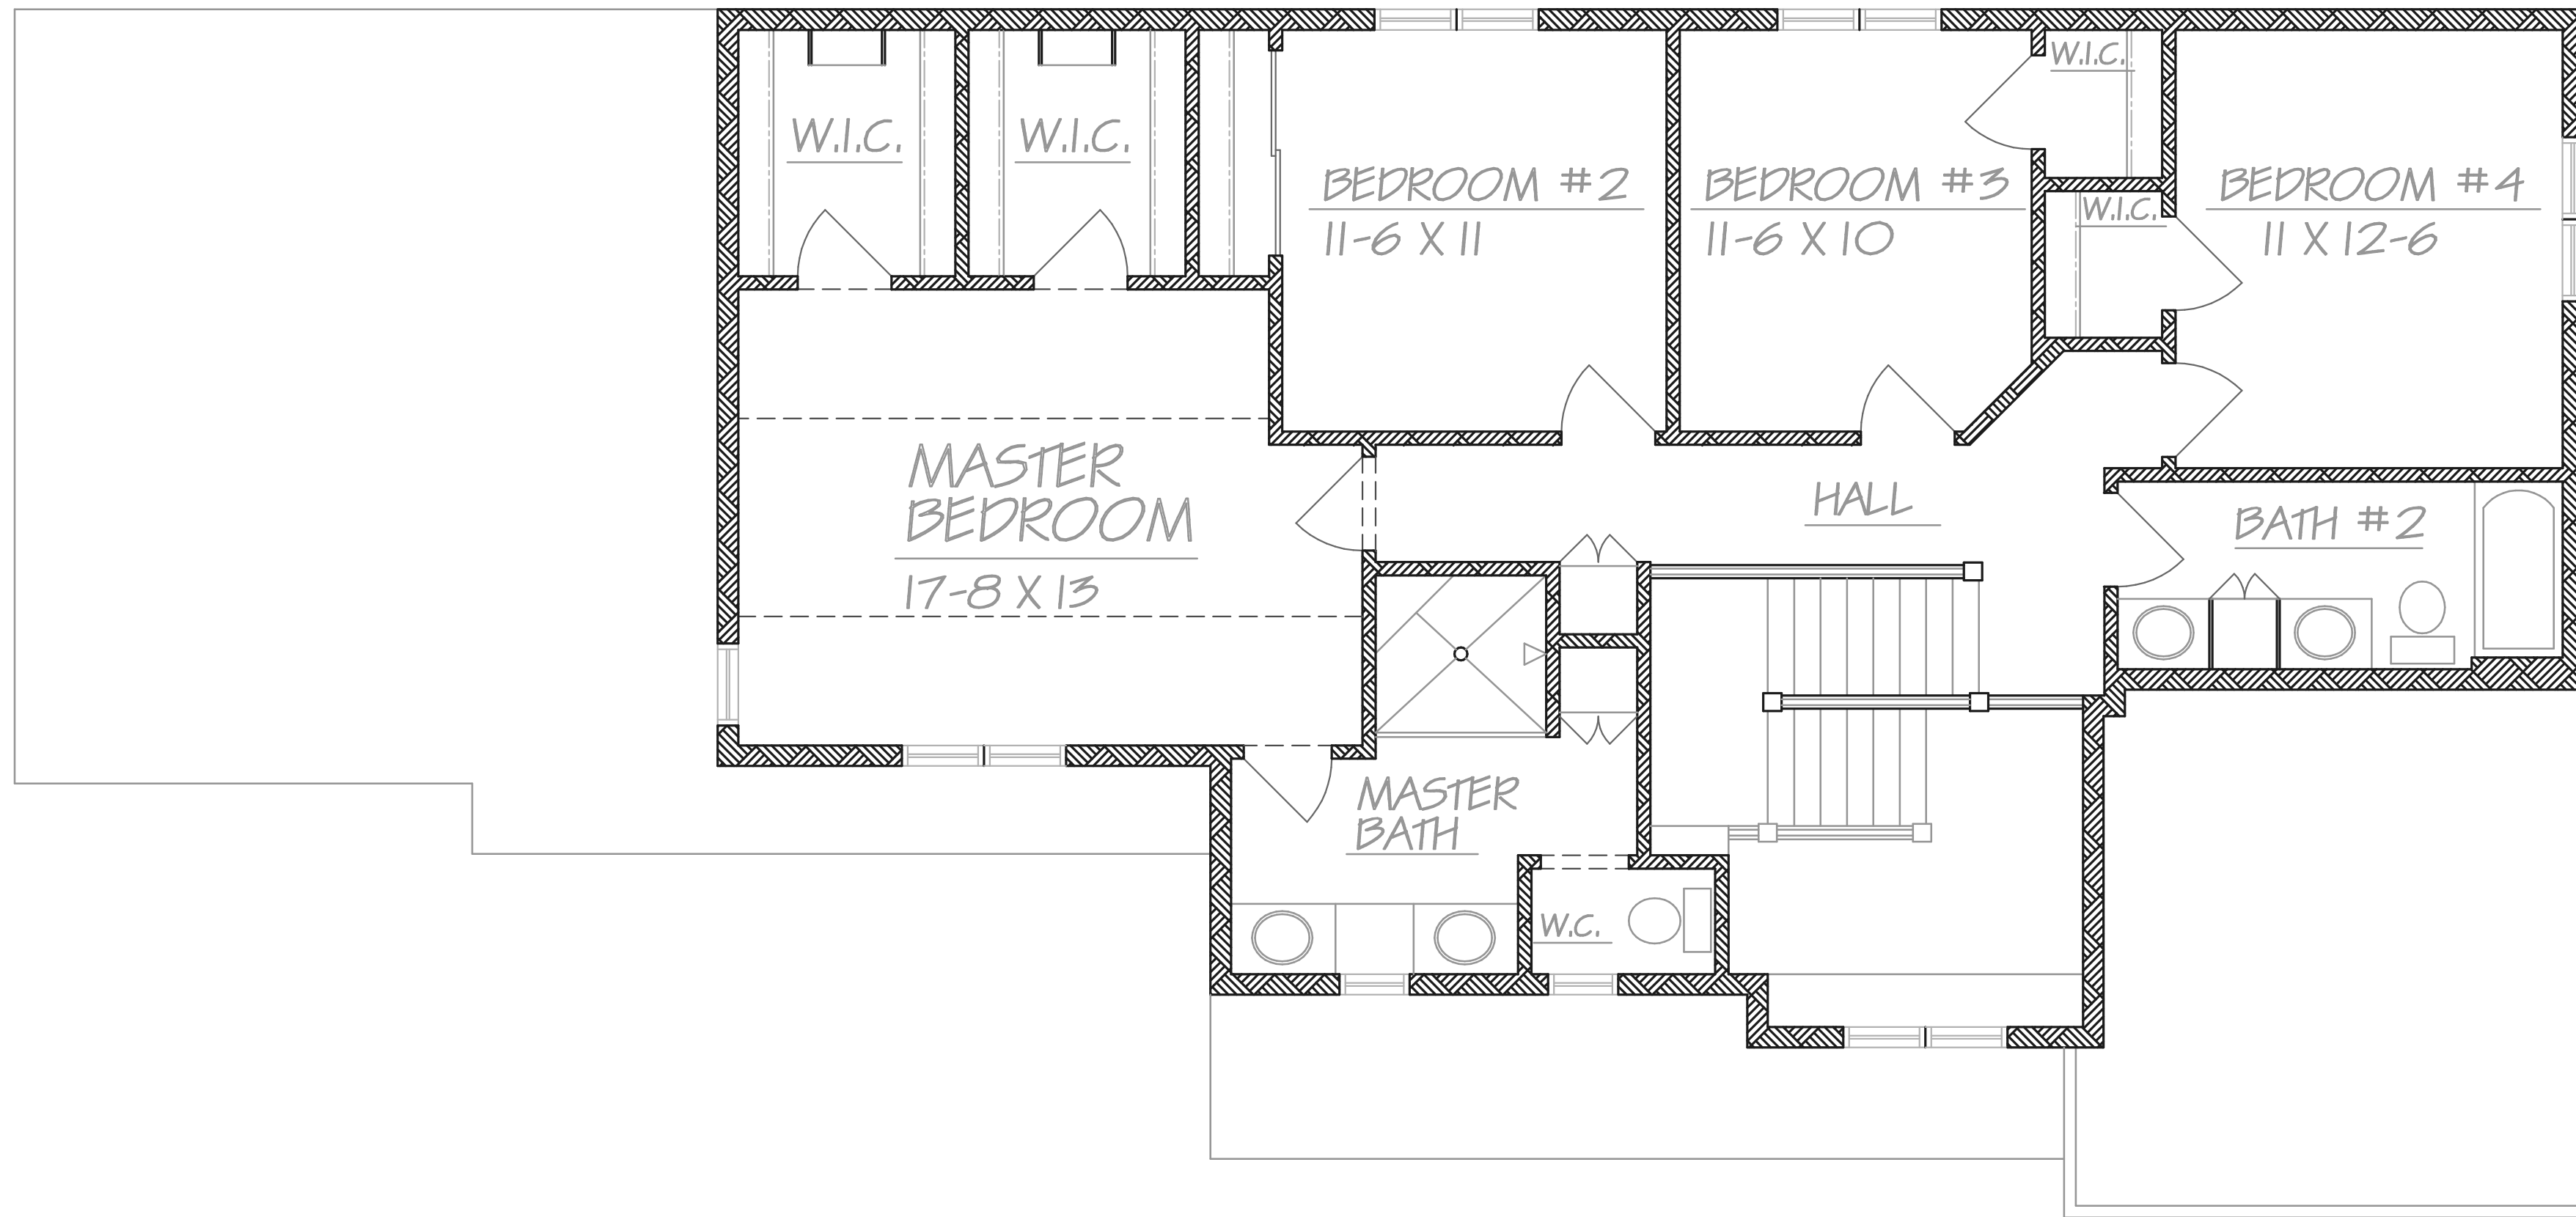 W.I.C.
W.I.C.
BEDROOM #2
11-6 X 11
BEDROOM #3
11-6 X 10
W.I.C.
W.I.C.
BEDROOM #4
11 X 12-6
MASTER
BEDROOM
17-8 X 13
HALL
BATH #2
MASTER
BATH
W.C.